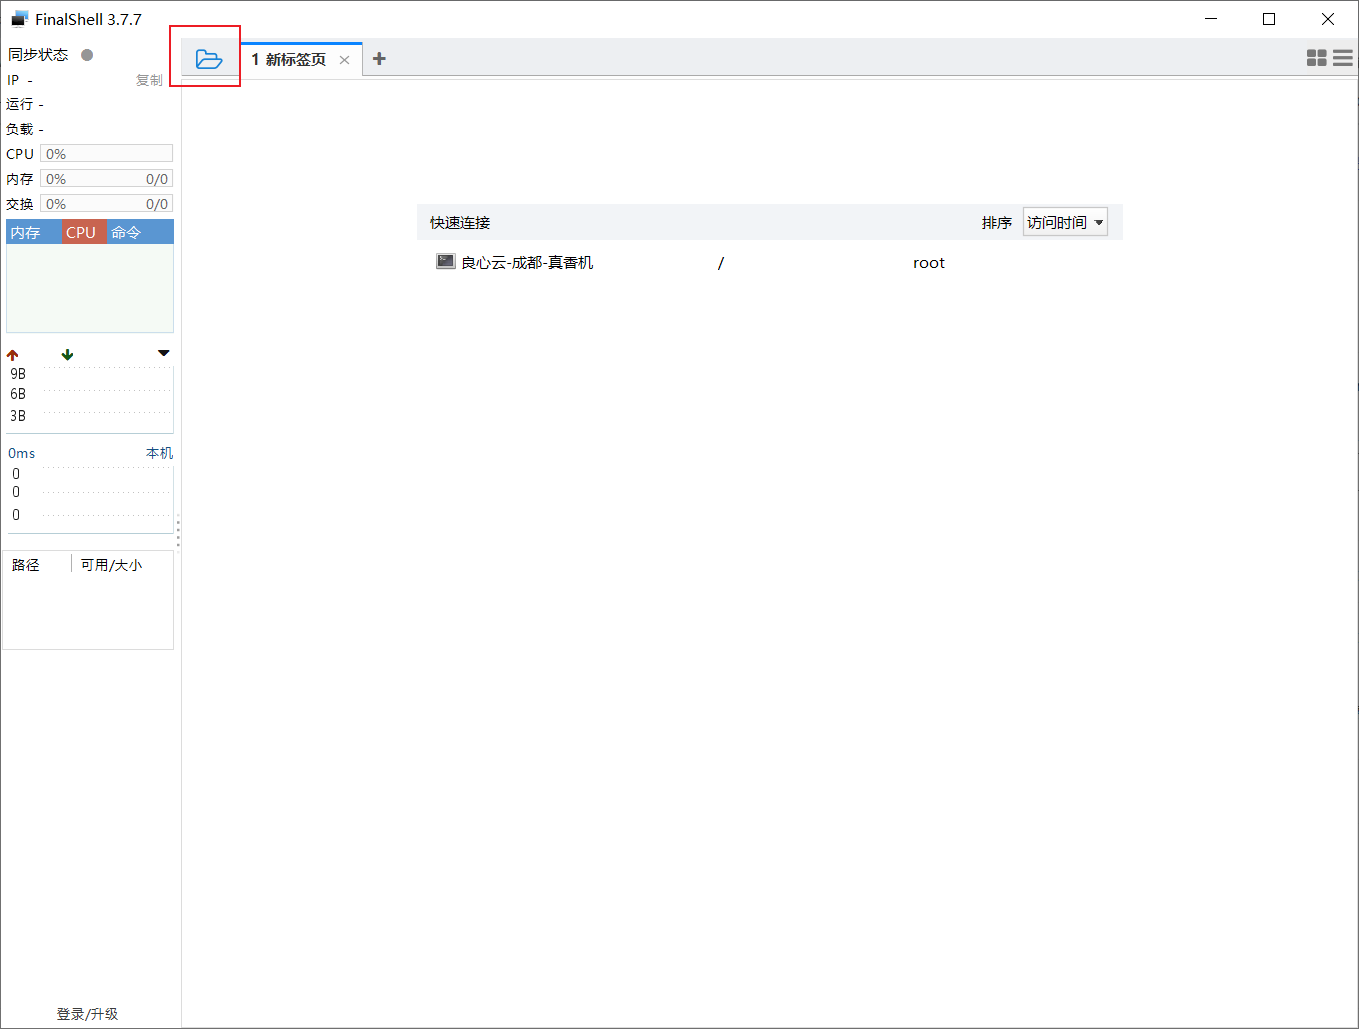 FinalShell 3.7.7
同步状态
IP -
复制
运行 -
负载 -
CPU 0%
内存 0% 0/0
交换 0% 0/0
内存 CPU 命令
9B
6B
3B
0ms 本机
0
0
0
路径 可用/大小
登录/升级
1 新标签页
快速连接 排序 访问时间
良心云-成都-真香机 / root